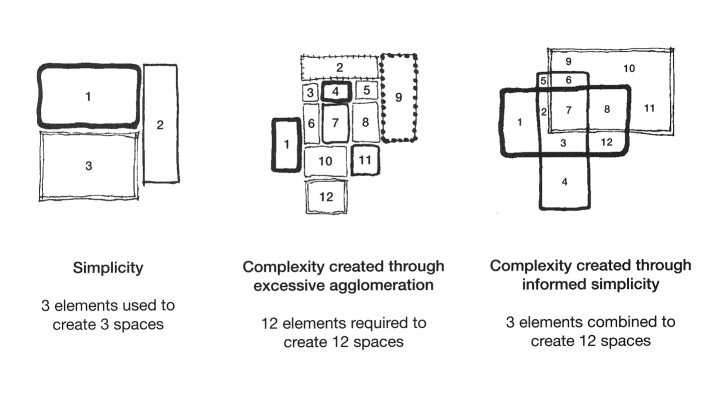 1
2
3
Simplicity
3 elements used to
create 3 spaces
2
3 4 5
9
6 7 8
1
10 11
12
Complexity created through
excessive agglomeration
12 elements required to
create 12 spaces
9
10
5 6
1 2 7 8 11
3 12
4
Complexity created through
informed simplicity
3 elements combined to
create 12 spaces